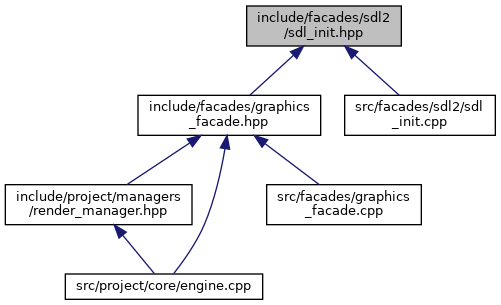 include/facades/sdl2
/sdl_init.hpp
include/facades/graphics
_facade.hpp
src/facades/sdl2/sdl
_init.cpp
include/project/managers
/render_manager.hpp
src/facades/graphics
_facade.cpp
src/project/core/engine.cpp